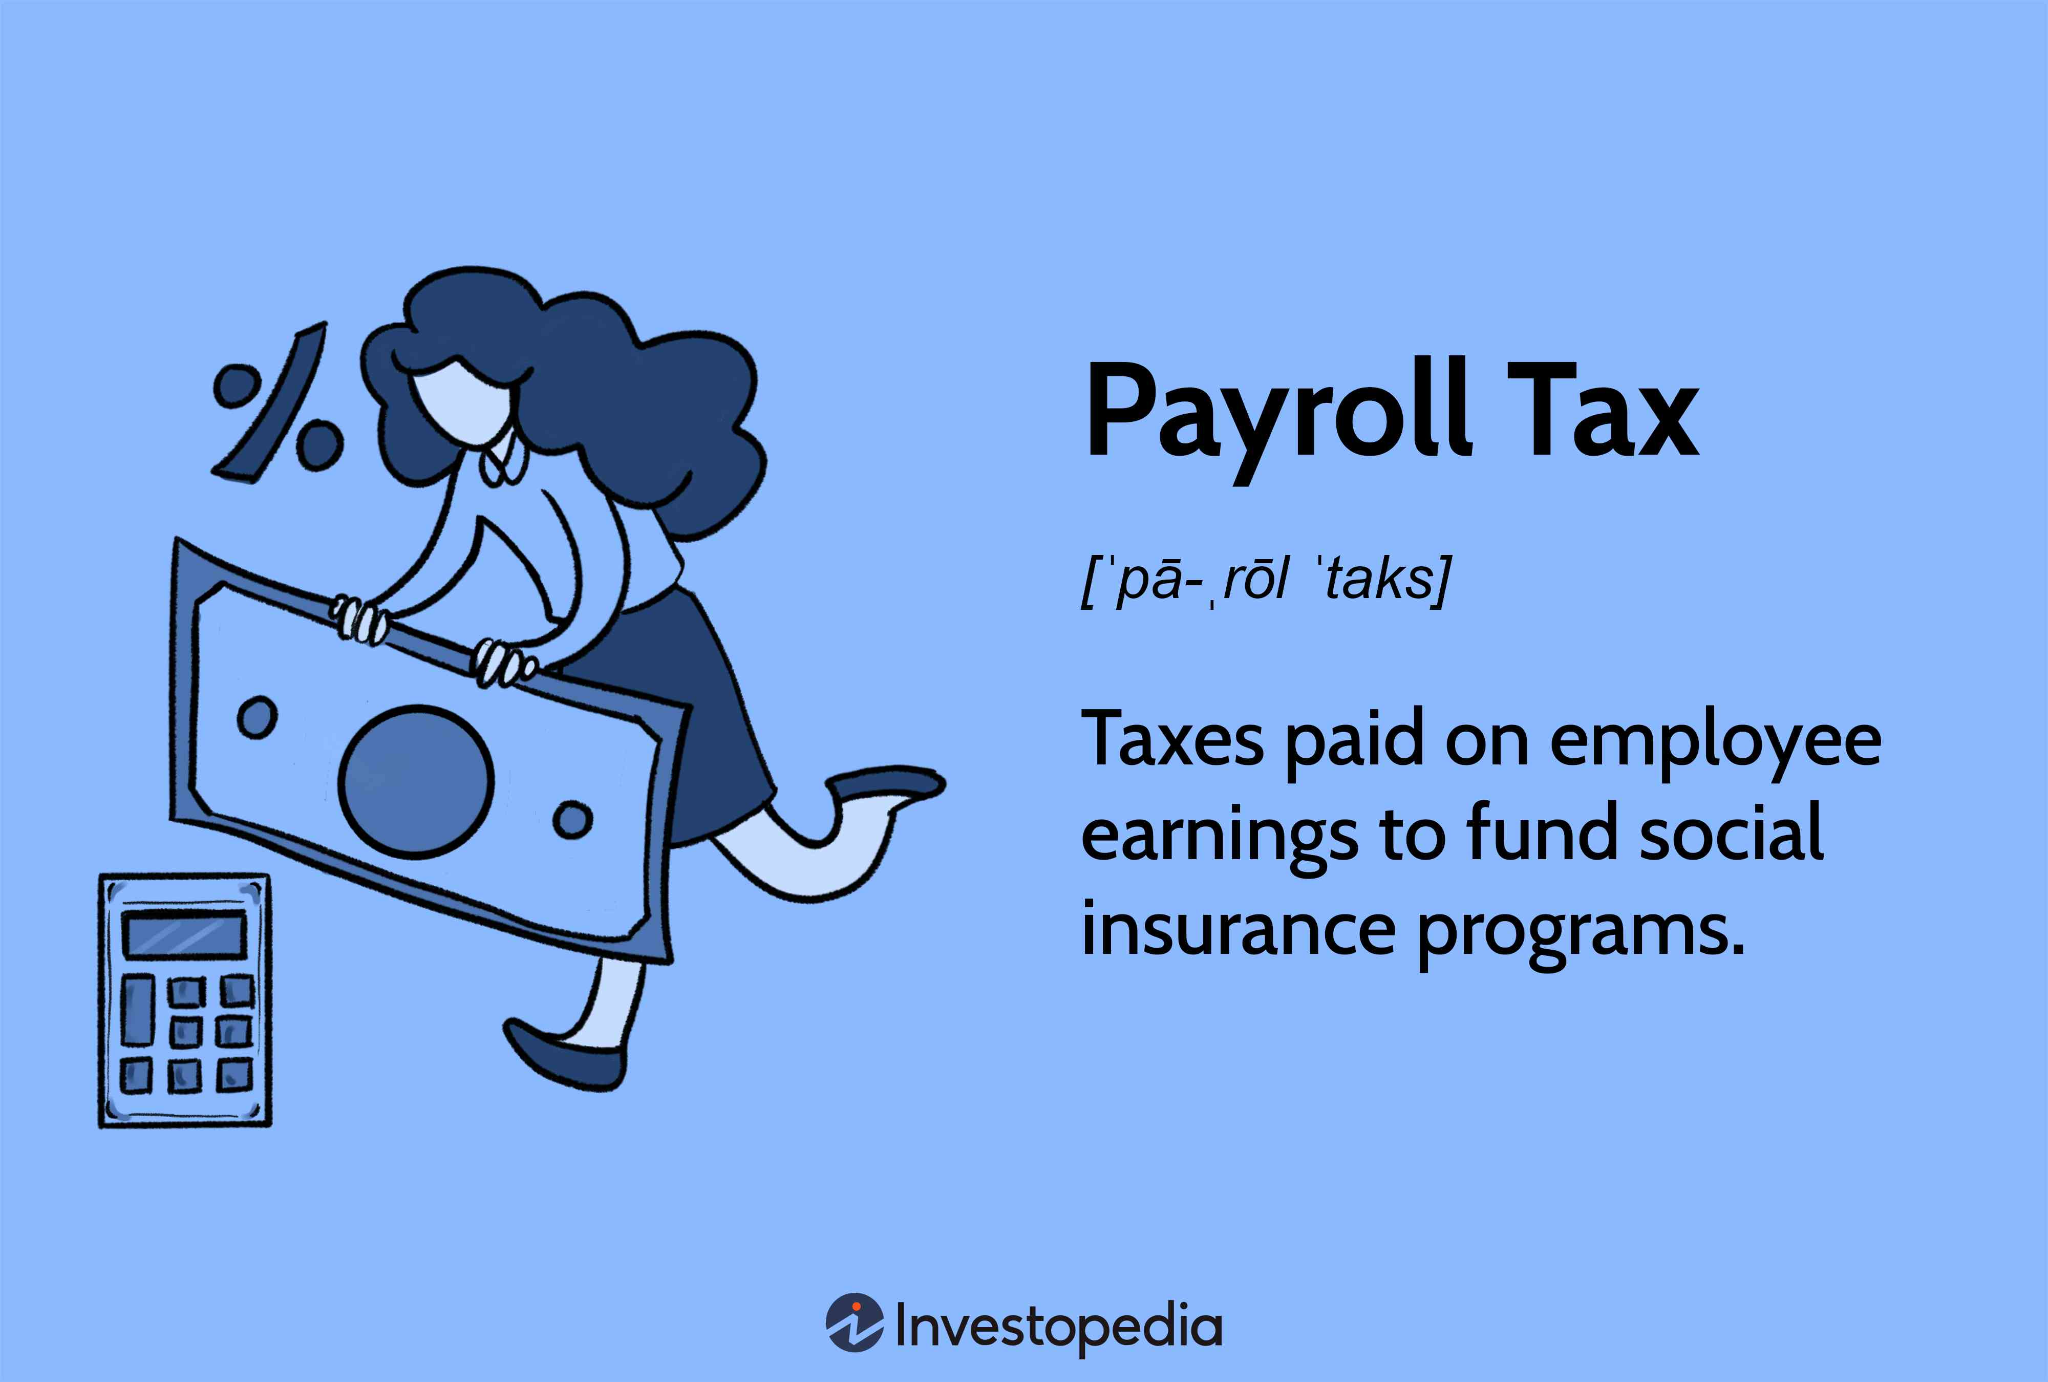 Payroll Tax
[ˈpā-ˌrōl ˈtaks]
Taxes paid on employee
earnings to fund social
insurance programs.
Investopedia